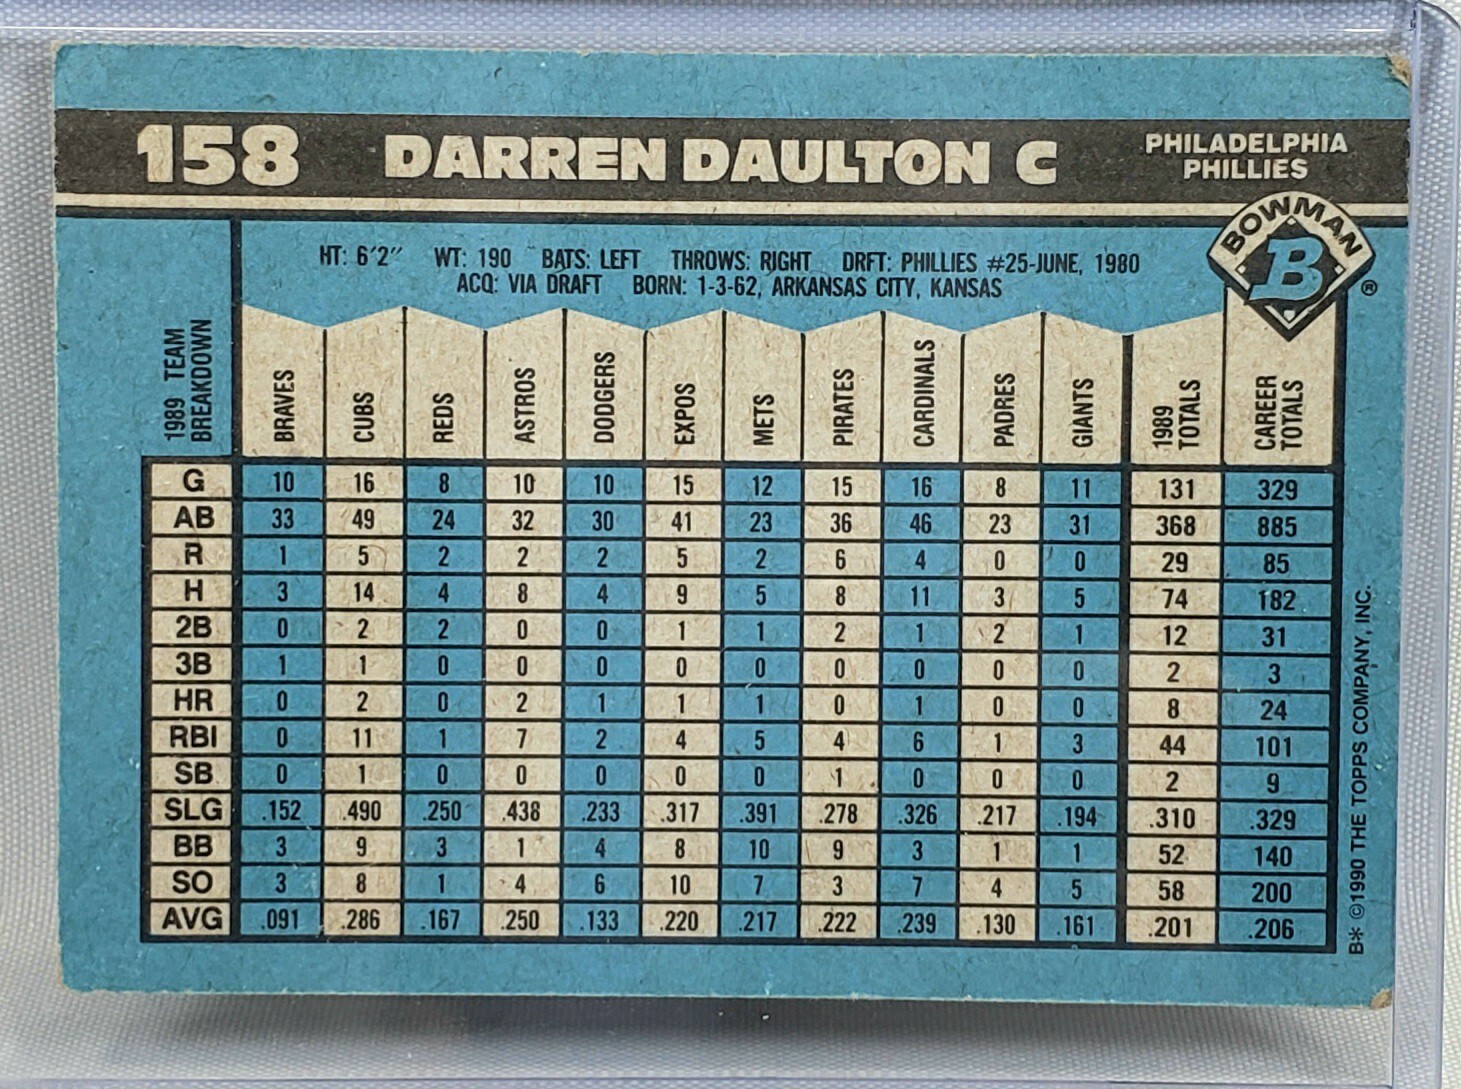 158 DARREN DAULTON C PHILADELPHIA
PHILLIES
BOWMAN
B
®
HT: 6'2" WT: 190 BATS: LEFT THROWS: RIGHT DRFT: PHILLIES #25-JUNE, 1980
ACQ: VIA DRAFT BORN: 1-3-62, ARKANSAS CITY, KANSAS
1989 TEAM
BREAKDOWN
BRAVES CUBS REDS ASTROS DODGERS EXPOS METS PIRATES CARDINALS PADRES GIANTS 1989 TOTALS CAREER TOTALS
G 10 16 8 10 10 15 12 15 16 8 11 131 329
AB 33 49 24 32 30 41 23 36 46 23 31 368 885
R 1 5 2 2 2 5 2 6 4 0 0 29 85
H 3 14 4 8 4 9 5 8 11 3 5 74 182
2B 0 2 2 0 0 1 1 2 1 2 1 12 31
3B 1 1 0 0 0 0 0 0 0 0 0 2 3
HR 0 2 0 2 1 1 1 0 1 0 0 8 24
RBI 0 11 1 7 2 4 5 4 6 1 3 44 101
SB 0 1 0 0 0 0 0 1 0 0 0 2 9
SLG .152 .490 .250 .438 .233 .317 .391 .278 .326 .217 .194 .310 .329
BB 3 9 3 1 4 8 10 9 3 1 1 52 140
SO 3 8 1 4 6 10 7 3 7 4 5 58 200
AVG .091 .286 .167 .250 .133 .220 .217 .222 .239 .130 .161 .201 .206
B* ©1990 THE TOPPS COMPANY, INC.